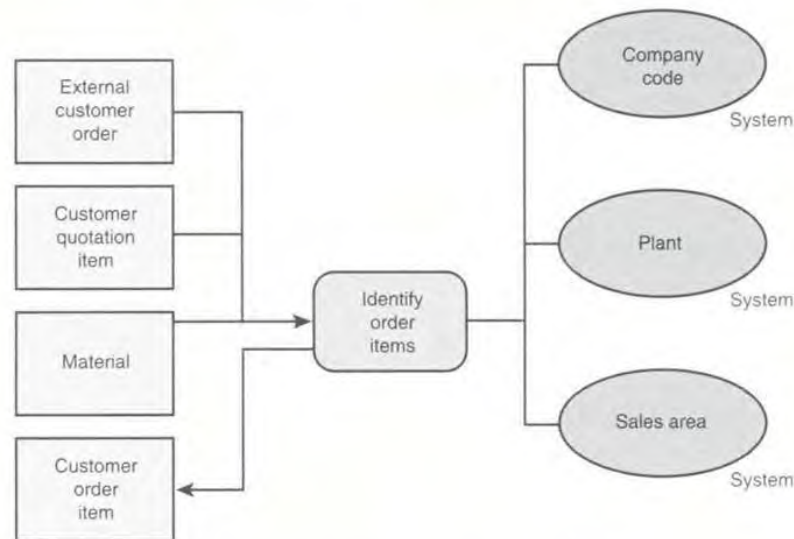 External
customer
order
Customer
quotation
item
Material
Customer
order
item
Identify
order
items
Company
code
System
Plant
System
Sales area
System